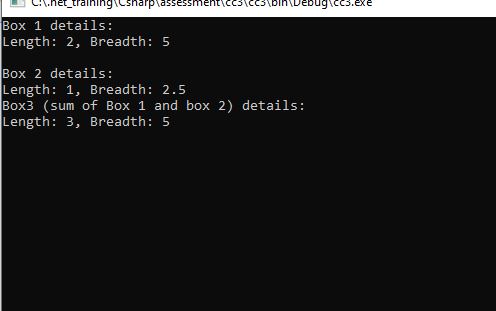 C:\.net_training\Csharp\assessment\cc3\cc3\bin\Debug\cc3.exe
Box 1 details:
Length: 2, Breadth: 5
Box 2 details:
Length: 1, Breadth: 2.5
Box3 (sum of Box 1 and box 2) details:
Length: 3, Breadth: 5